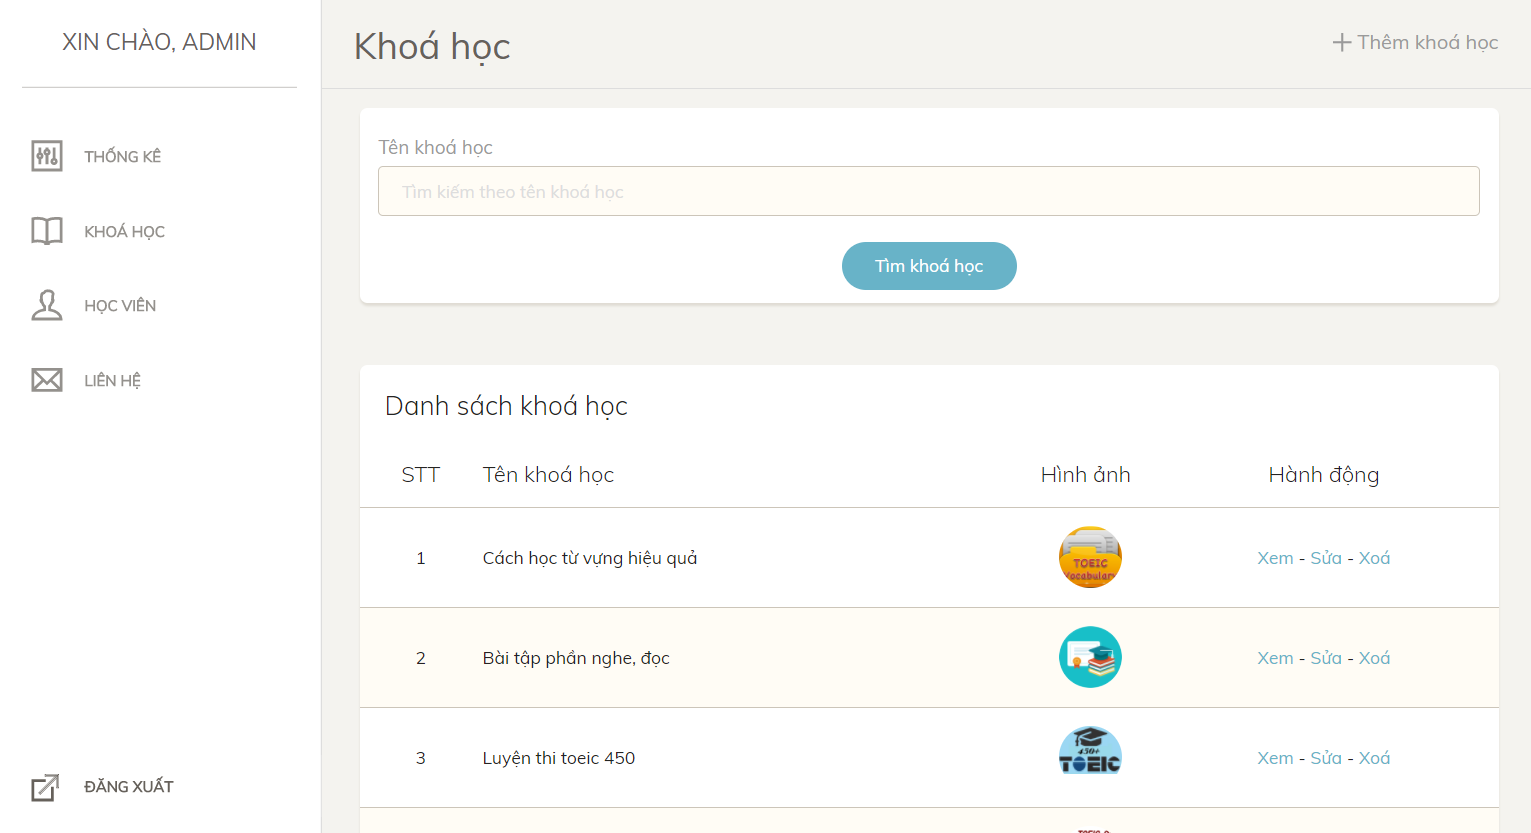 XIN CHÀO, ADMIN
THỐNG KÊ
KHOÁ HỌC
HỌC VIÊN
LIÊN HỆ
ĐĂNG XUẤT
Khoá học
Thêm khoá học
Tên khoá học
Tìm kiếm theo tên khoá học
Tìm khoá học
Danh sách khoá học
STT Tên khoá học Hình ảnh Hành động
1 Cách học từ vựng hiệu quả Xem - Sửa - Xoá
TOEIC
Vocabulary
2 Bài tập phần nghe, đọc Xem - Sửa - Xoá
3 Luyện thi toeic 450 Xem - Sửa - Xoá
450+
TOEIC